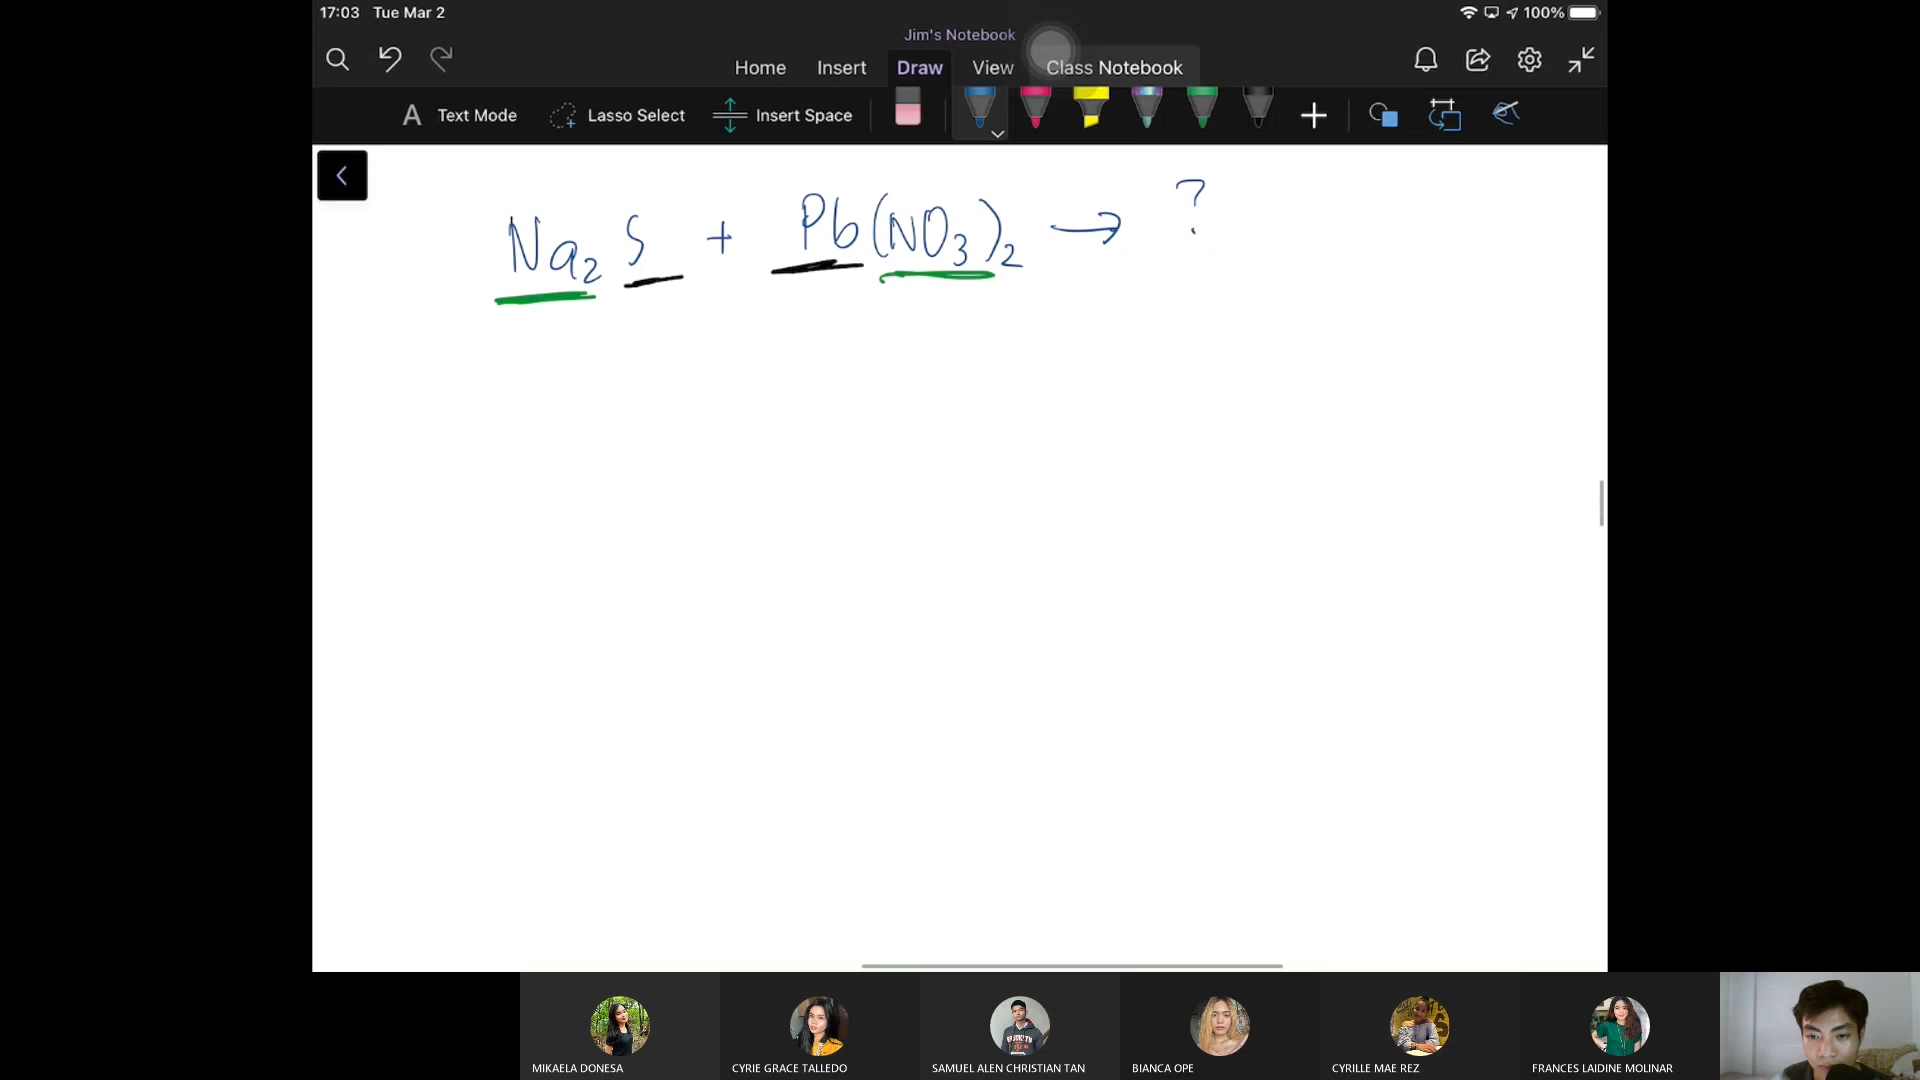 17:03 Tue Mar 2
100%
Jim's Notebook
Home Insert Draw View Class Notebook
A Text Mode Lasso Select Insert Space
Na₂S + Pb(NO₃)₂ → ?
MIKAELA DONESA CYRIE GRACE TALLEDO SAMUEL ALEN CHRISTIAN TAN BIANCA OPE CYRILLE MAE REZ FRANCES LAIDINE MOLINAR